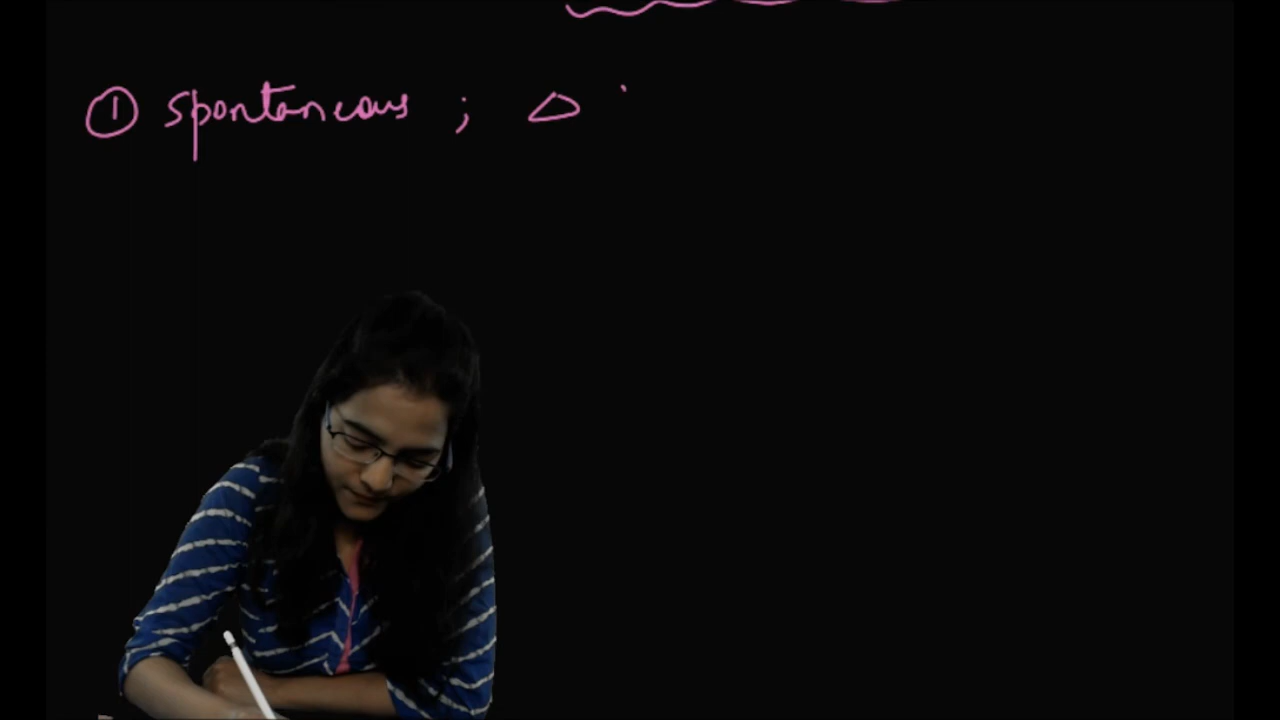 ① spontaneous ; Δ